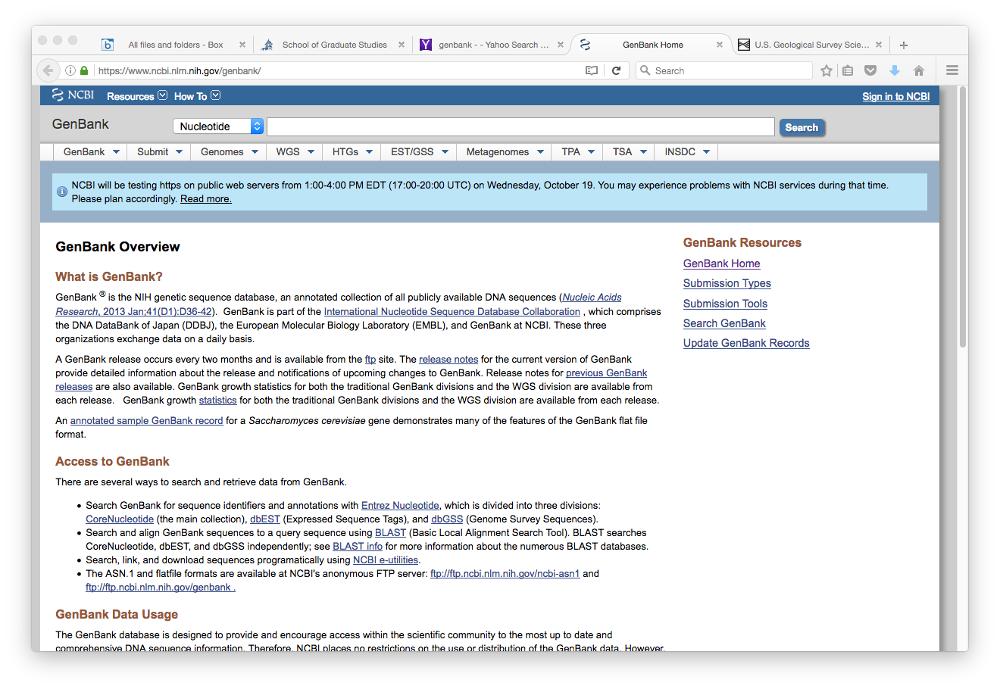 All files and folders - Box
School of Graduate Studies
genbank - - Yahoo Search ...
GenBank Home
U.S. Geological Survey Scie...
https://www.ncbi.nlm.nih.gov/genbank/
Search
NCBI
Resources
How To
Sign in to NCBI
GenBank
Nucleotide
Search
GenBank
Submit
Genomes
WGS
HTGs
EST/GSS
Metagenomes
TPA
TSA
INSDC
NCBI will be testing https on public web servers from 1:00-4:00 PM EDT (17:00-20:00 UTC) on Wednesday, October 19. You may experience problems with NCBI services during that time.
Please plan accordingly. Read more.
GenBank Overview
What is GenBank?
GenBank ® is the NIH genetic sequence database, an annotated collection of all publicly available DNA sequences (Nucleic Acids
Research, 2013 Jan;41(D1):D36-42). GenBank is part of the International Nucleotide Sequence Database Collaboration , which comprises
the DNA DataBank of Japan (DDBJ), the European Molecular Biology Laboratory (EMBL), and GenBank at NCBI. These three
organizations exchange data on a daily basis.
A GenBank release occurs every two months and is available from the ftp site. The release notes for the current version of GenBank
provide detailed information about the release and notifications of upcoming changes to GenBank. Release notes for previous GenBank
releases are also available. GenBank growth statistics for both the traditional GenBank divisions and the WGS division are available from
each release. GenBank growth statistics for both the traditional GenBank divisions and the WGS division are available from each release.
An annotated sample GenBank record for a Saccharomyces cerevisiae gene demonstrates many of the features of the GenBank flat file
format.
Access to GenBank
There are several ways to search and retrieve data from GenBank.
• Search GenBank for sequence identifiers and annotations with Entrez Nucleotide, which is divided into three divisions:
CoreNucleotide (the main collection), dbEST (Expressed Sequence Tags), and dbGSS (Genome Survey Sequences).
• Search and align GenBank sequences to a query sequence using BLAST (Basic Local Alignment Search Tool). BLAST searches
CoreNucleotide, dbEST, and dbGSS independently; see BLAST info for more information about the numerous BLAST databases.
• Search, link, and download sequences programatically using NCBI e-utilities.
• The ASN.1 and flatfile formats are available at NCBI's anonymous FTP server: ftp://ftp.ncbi.nlm.nih.gov/ncbi-asn1 and
ftp://ftp.ncbi.nlm.nih.gov/genbank .
GenBank Data Usage
The GenBank database is designed to provide and encourage access within the scientific community to the most up to date and
comprehensive DNA sequence information. Therefore, NCBI places no restrictions on the use or distribution of the GenBank data. However,
GenBank Resources
GenBank Home
Submission Types
Submission Tools
Search GenBank
Update GenBank Records